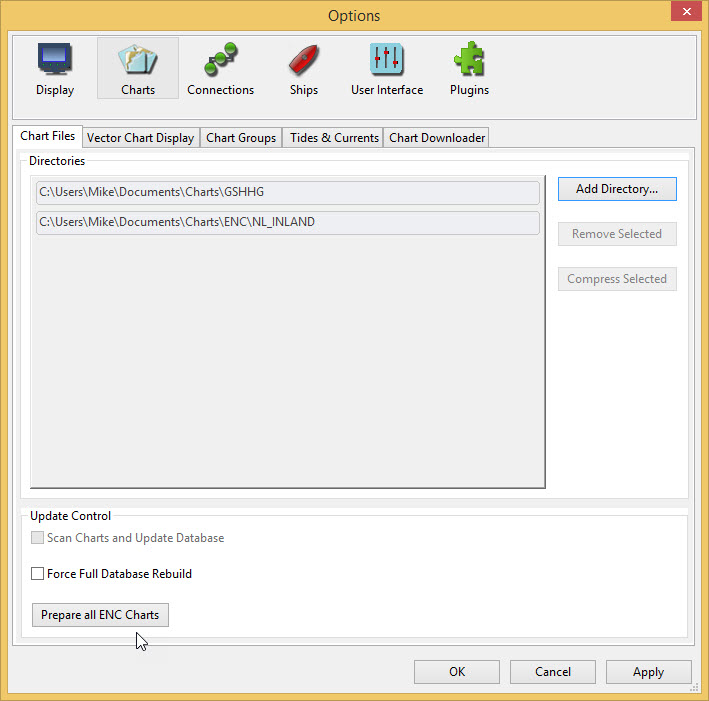 Options
Display Charts Connections Ships User Interface Plugins
Chart Files Vector Chart Display Chart Groups Tides & Currents Chart Downloader
Directories
C:\Users\Mike\Documents\Charts\GSHHG
C:\Users\Mike\Documents\Charts\ENC\NL_INLAND
Add Directory...
Remove Selected
Compress Selected
Update Control
Scan Charts and Update Database
Force Full Database Rebuild
Prepare all ENC Charts
OK Cancel Apply